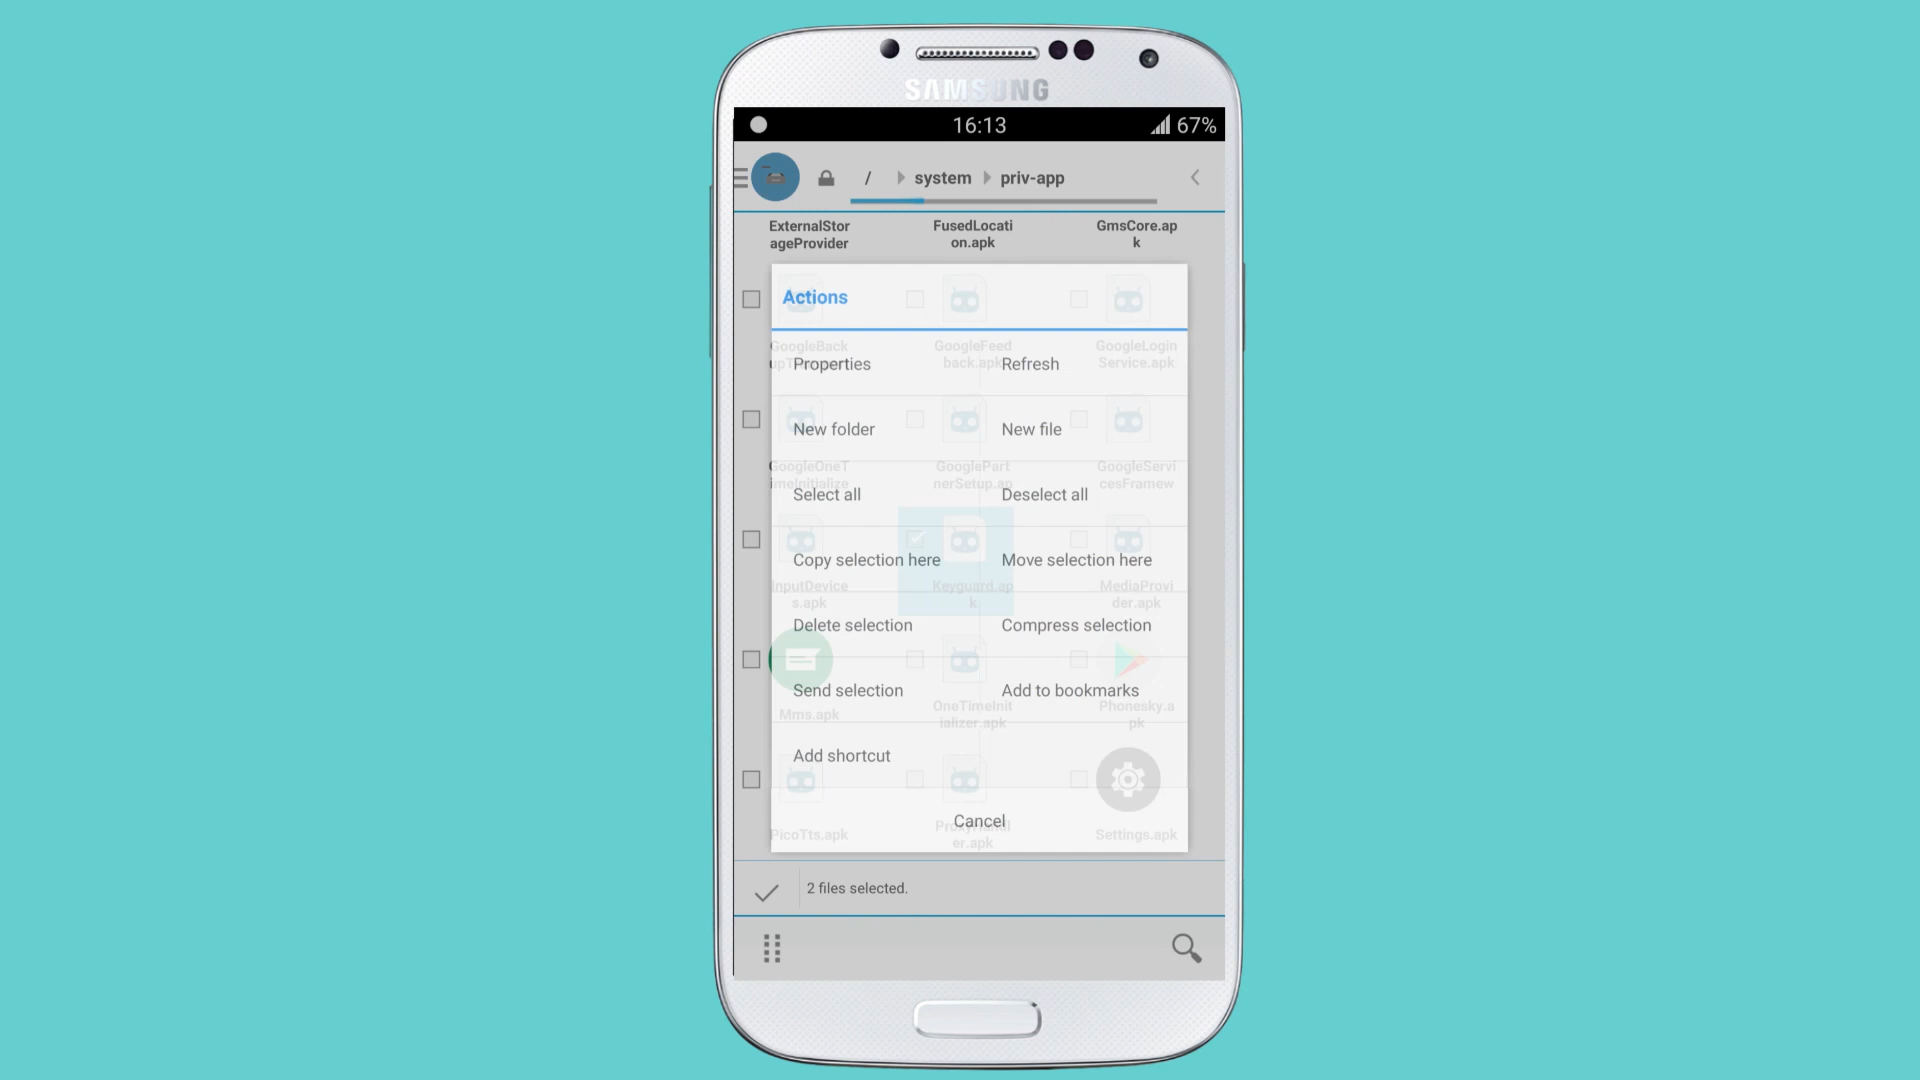 SAMSUNG
16:13
67%
/ system priv-app
ExternalStor
ageProvider
FusedLocati
on.apk
GmsCore.ap
k
Actions
GoogleBack
GoogleFeed
back.apk
GoogleLogin
Service.apk
Properties
Refresh
New folder
New file
GoogleOneT
imeInitialize
GooglePart
nerSetup.ap
GoogleServi
cesFramew
Select all
Deselect all
Copy selection here
Move selection here
InputDevice
s.apk
Keyguard.ap
k
MediaProvi
der.apk
Delete selection
Compress selection
Send selection
Add to bookmarks
Mms.apk
OneTimeInit
ializer.apk
Phonesky.a
pk
Add shortcut
Cancel
PicoTts.apk
ProxyHandl
er.apk
Settings.apk
2 files selected.